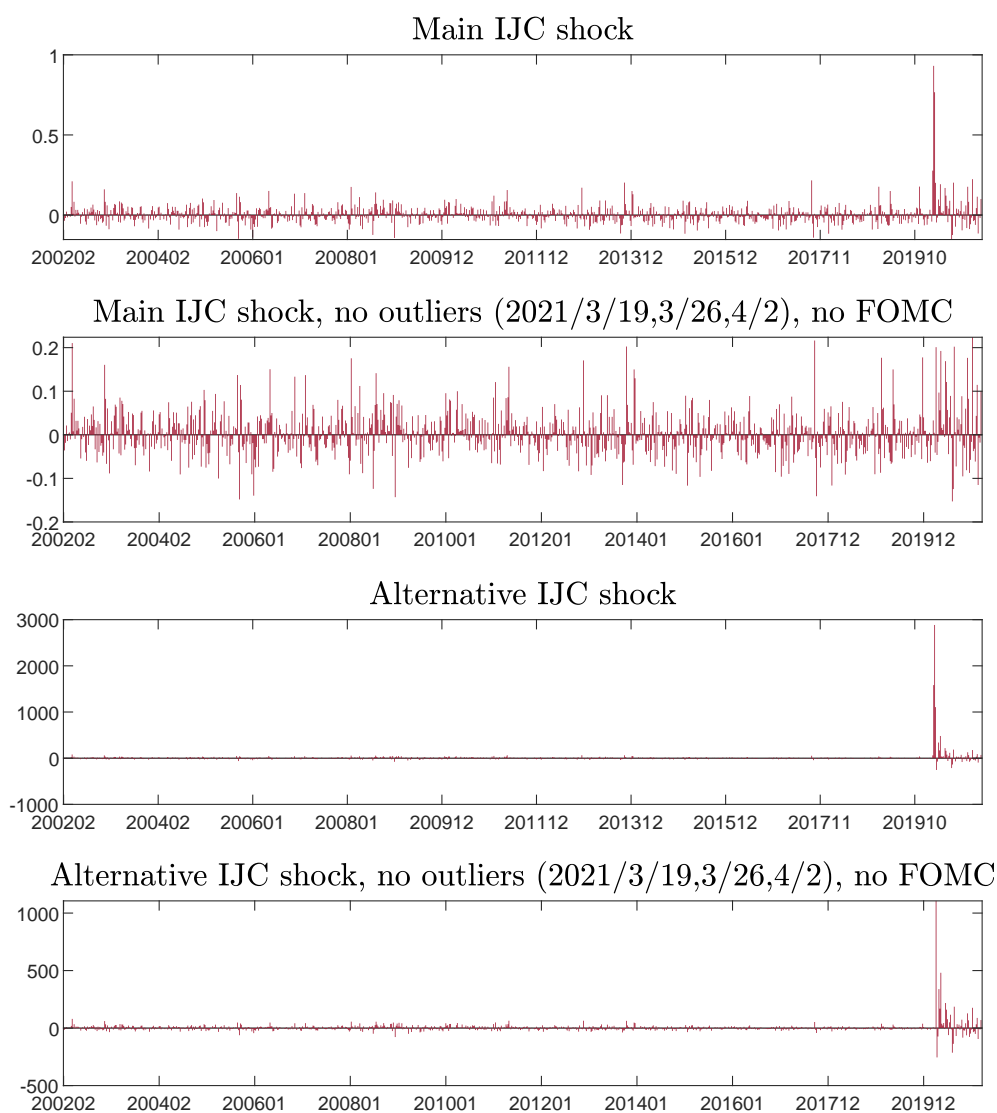 Main IJC shock
1
0.5
0
200202 200402 200601 200801 200912 201112 201312 201512 201711 201910
Main IJC shock, no outliers (2021/3/19,3/26,4/2), no FOMC
0.2
0.1
0
-0.1
-0.2
200202 200402 200601 200801 201001 201201 201401 201601 201712 201912
Alternative IJC shock
3000
2000
1000
0
-1000
200202 200402 200601 200801 200912 201112 201312 201512 201711 201910
Alternative IJC shock, no outliers (2021/3/19,3/26,4/2), no FOMC
1000
500
0
-500
200202 200402 200601 200801 201001 201201 201401 201601 201712 201912